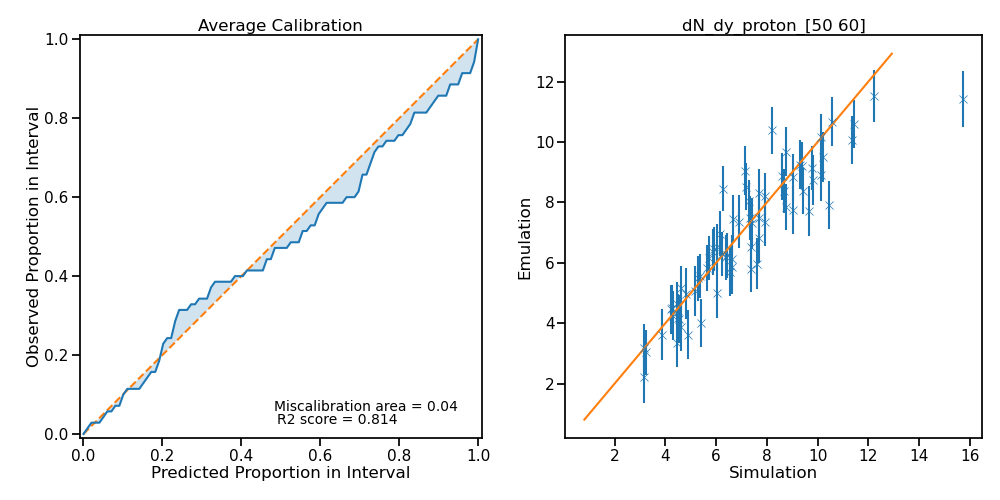 Average Calibration
1.0
0.8
0.6
0.4
0.2
0.0
Observed Proportion in Interval
Miscalibration area = 0.04
R2 score = 0.814
0.0 0.2 0.4 0.6 0.8 1.0
Predicted Proportion in Interval
dN_dy_proton_[50 60]
12
10
8
6
4
2
Emulation
2 4 6 8 10 12 14 16
Simulation